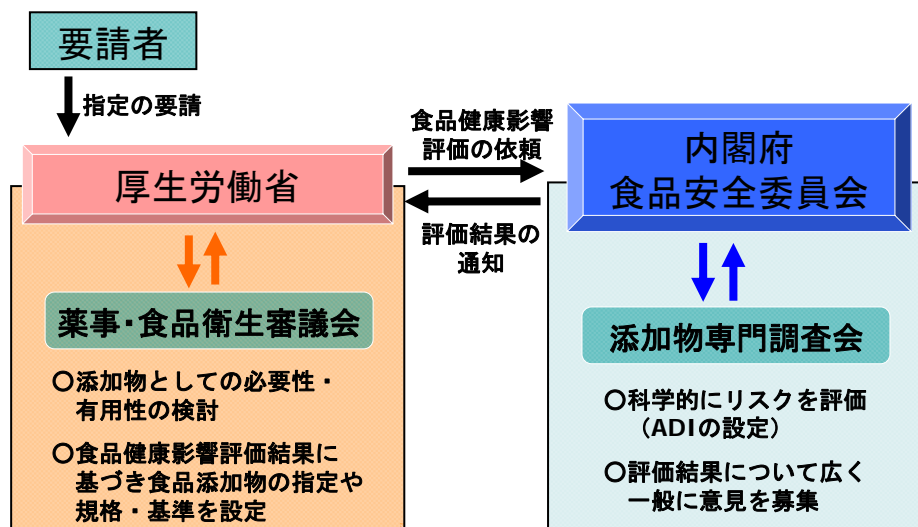 要請者
指定の要請
食品健康影響
評価の依頼
内閣府
食品安全委員会
厚生労働省
評価結果の
通知
薬事・食品衛生審議会
○添加物としての必要性・
有用性の検討
○食品健康影響評価結果に
基づき食品添加物の指定や
規格・基準を設定
添加物専門調査会
○科学的にリスクを評価
（ADIの設定）
○評価結果について広く
一般に意見を募集